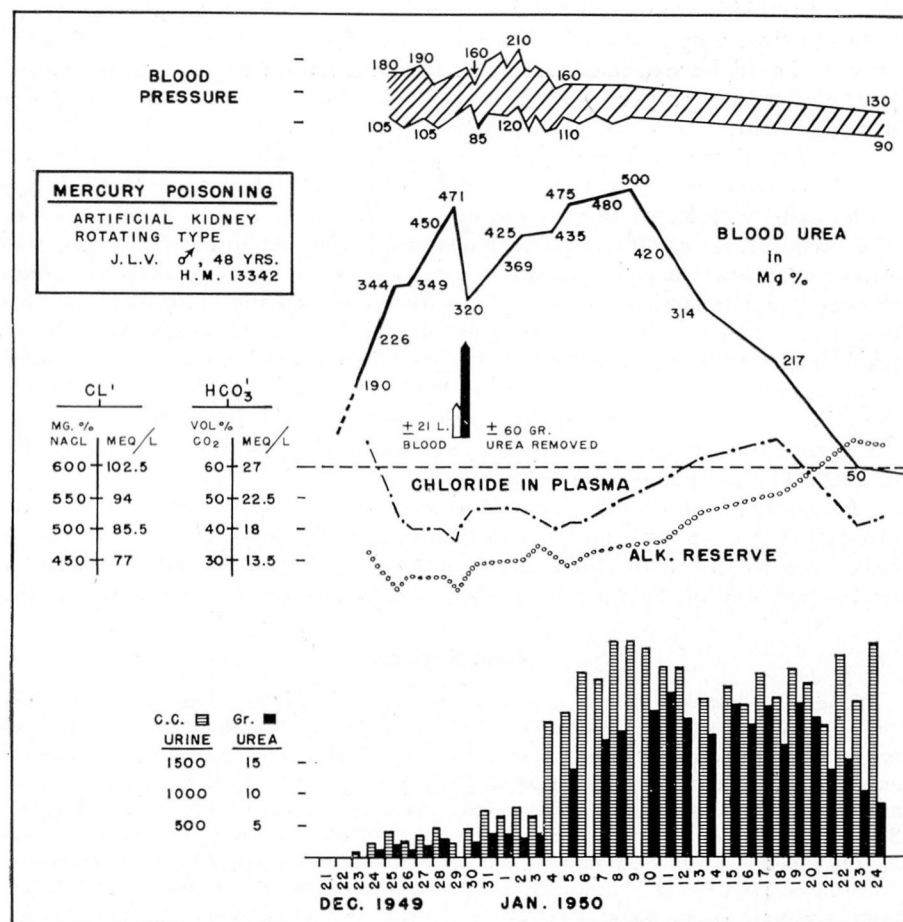 BLOOD
PRESSURE
180 190 160 210 160 130
105 105 85 120 110 90
MERCURY POISONING
ARTIFICIAL KIDNEY
ROTATING TYPE
J.L.V. ♂, 48 YRS.
H.M. 13342
BLOOD UREA
in
Mg %
190
226
344
349
450
471
320
369
425
435
475
480
500
420
314
217
50
± 21 L.
BLOOD
± 60 GR.
UREA REMOVED
CL'
MG. %
NACL MEQ/L
600 102.5
550 94
500 85.5
450 77
HCO3'
VOL %
CO2 MEQ/L
60 27
50 22.5
40 18
30 13.5
CHLORIDE IN PLASMA
ALK. RESERVE
C.C. Gr.
URINE UREA
1500 15
1000 10
500 5
21 22 23 24 25 26 27 28 29 30 31 1 2 3 4 5 6 7 8 9 10 11 12 13 14 15 16 17 18 19 20 21 22 23 24
DEC. 1949 JAN. 1950